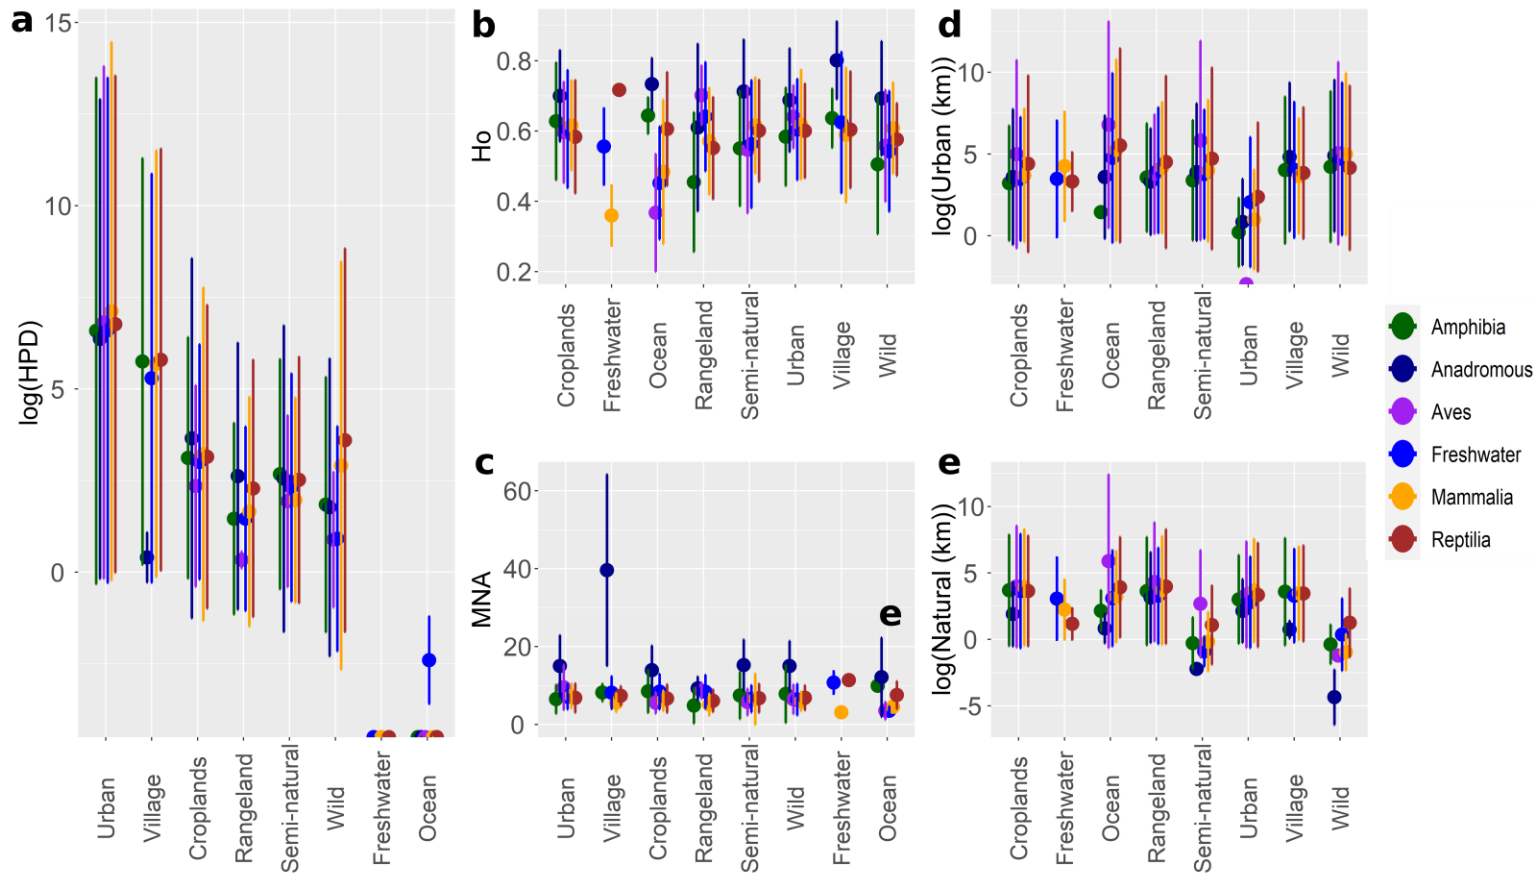 a
15
10
5
0
log(HPD)
Urban
Village
Croplands
Rangeland
Semi-natural
Wild
Freshwater
Ocean
b
0.8
0.6
0.4
0.2
Ho
Croplands
Freshwater
Ocean
Rangeland
Semi-natural
Urban
Village
Wild
c
60
40
20
0
MNA
e
Urban
Village
Croplands
Rangeland
Semi-natural
Wild
Freshwater
Ocean
d
10
5
0
log(Urban (km))
Croplands
Freshwater
Ocean
Rangeland
Semi-natural
Urban
Village
Wild
e
10
5
0
-5
log(Natural (km))
Croplands
Freshwater
Ocean
Rangeland
Semi-natural
Urban
Village
Wild
Amphibia
Anadromous
Aves
Freshwater
Mammalia
Reptilia